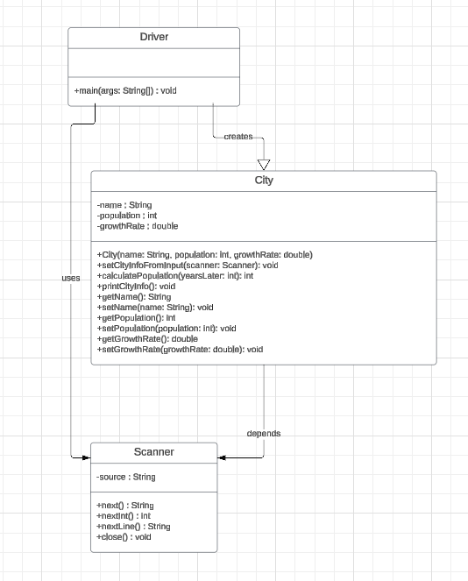 Driver
+main(args: String[]) : void
creates
City
-name : String
-population : int
-growthRate : double
+City(name: String, population: int, growthRate: double)
+setCityInfoFromInput(scanner: Scanner): void
+calculatePopulation(yearsLater: int): int
+printCityInfo(): void
+getName(): String
+setName(name: String): void
+getPopulation(): int
+setPopulation(population: int): void
+getGrowthRate(): double
+setGrowthRate(growthRate: double): void
uses
depends
Scanner
-source : String
+next() : String
+nextInt() : int
+nextLine() : String
+close() : void